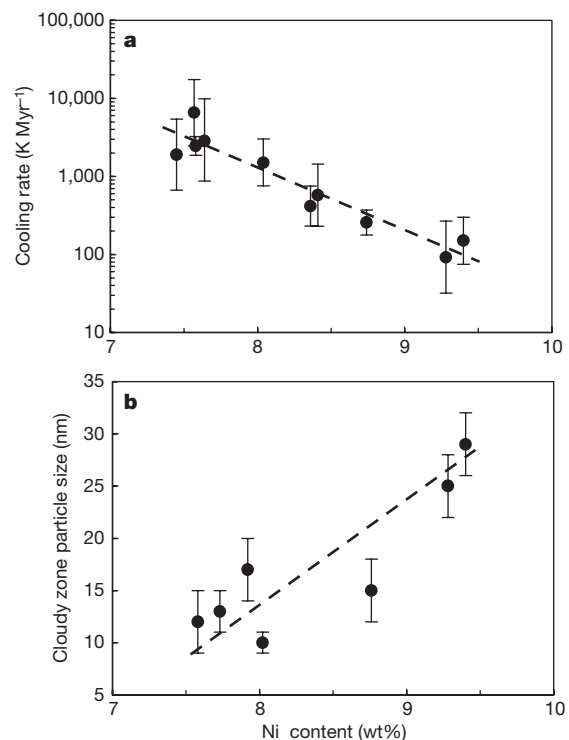 a
Cooling rate (K Myr⁻¹)
100,000
10,000
1,000
100
10
7 8 9 10
b
Cloudy zone particle size (nm)
35
30
25
20
15
10
5
7 8 9 10
Ni content (wt%)